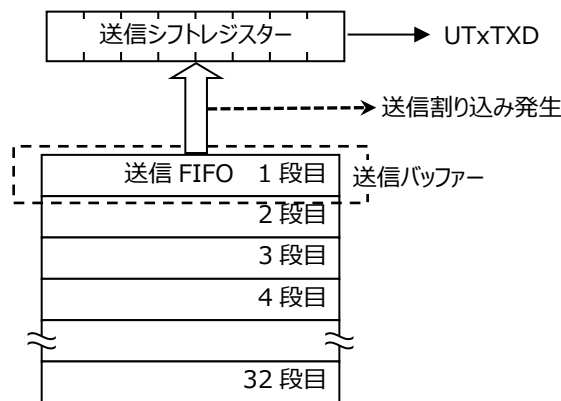 送信シフトレジスター
UTxTXD
送信割り込み発生
送信 FIFO 1 段目
送信バッファー
2 段目
3 段目
4 段目
32 段目